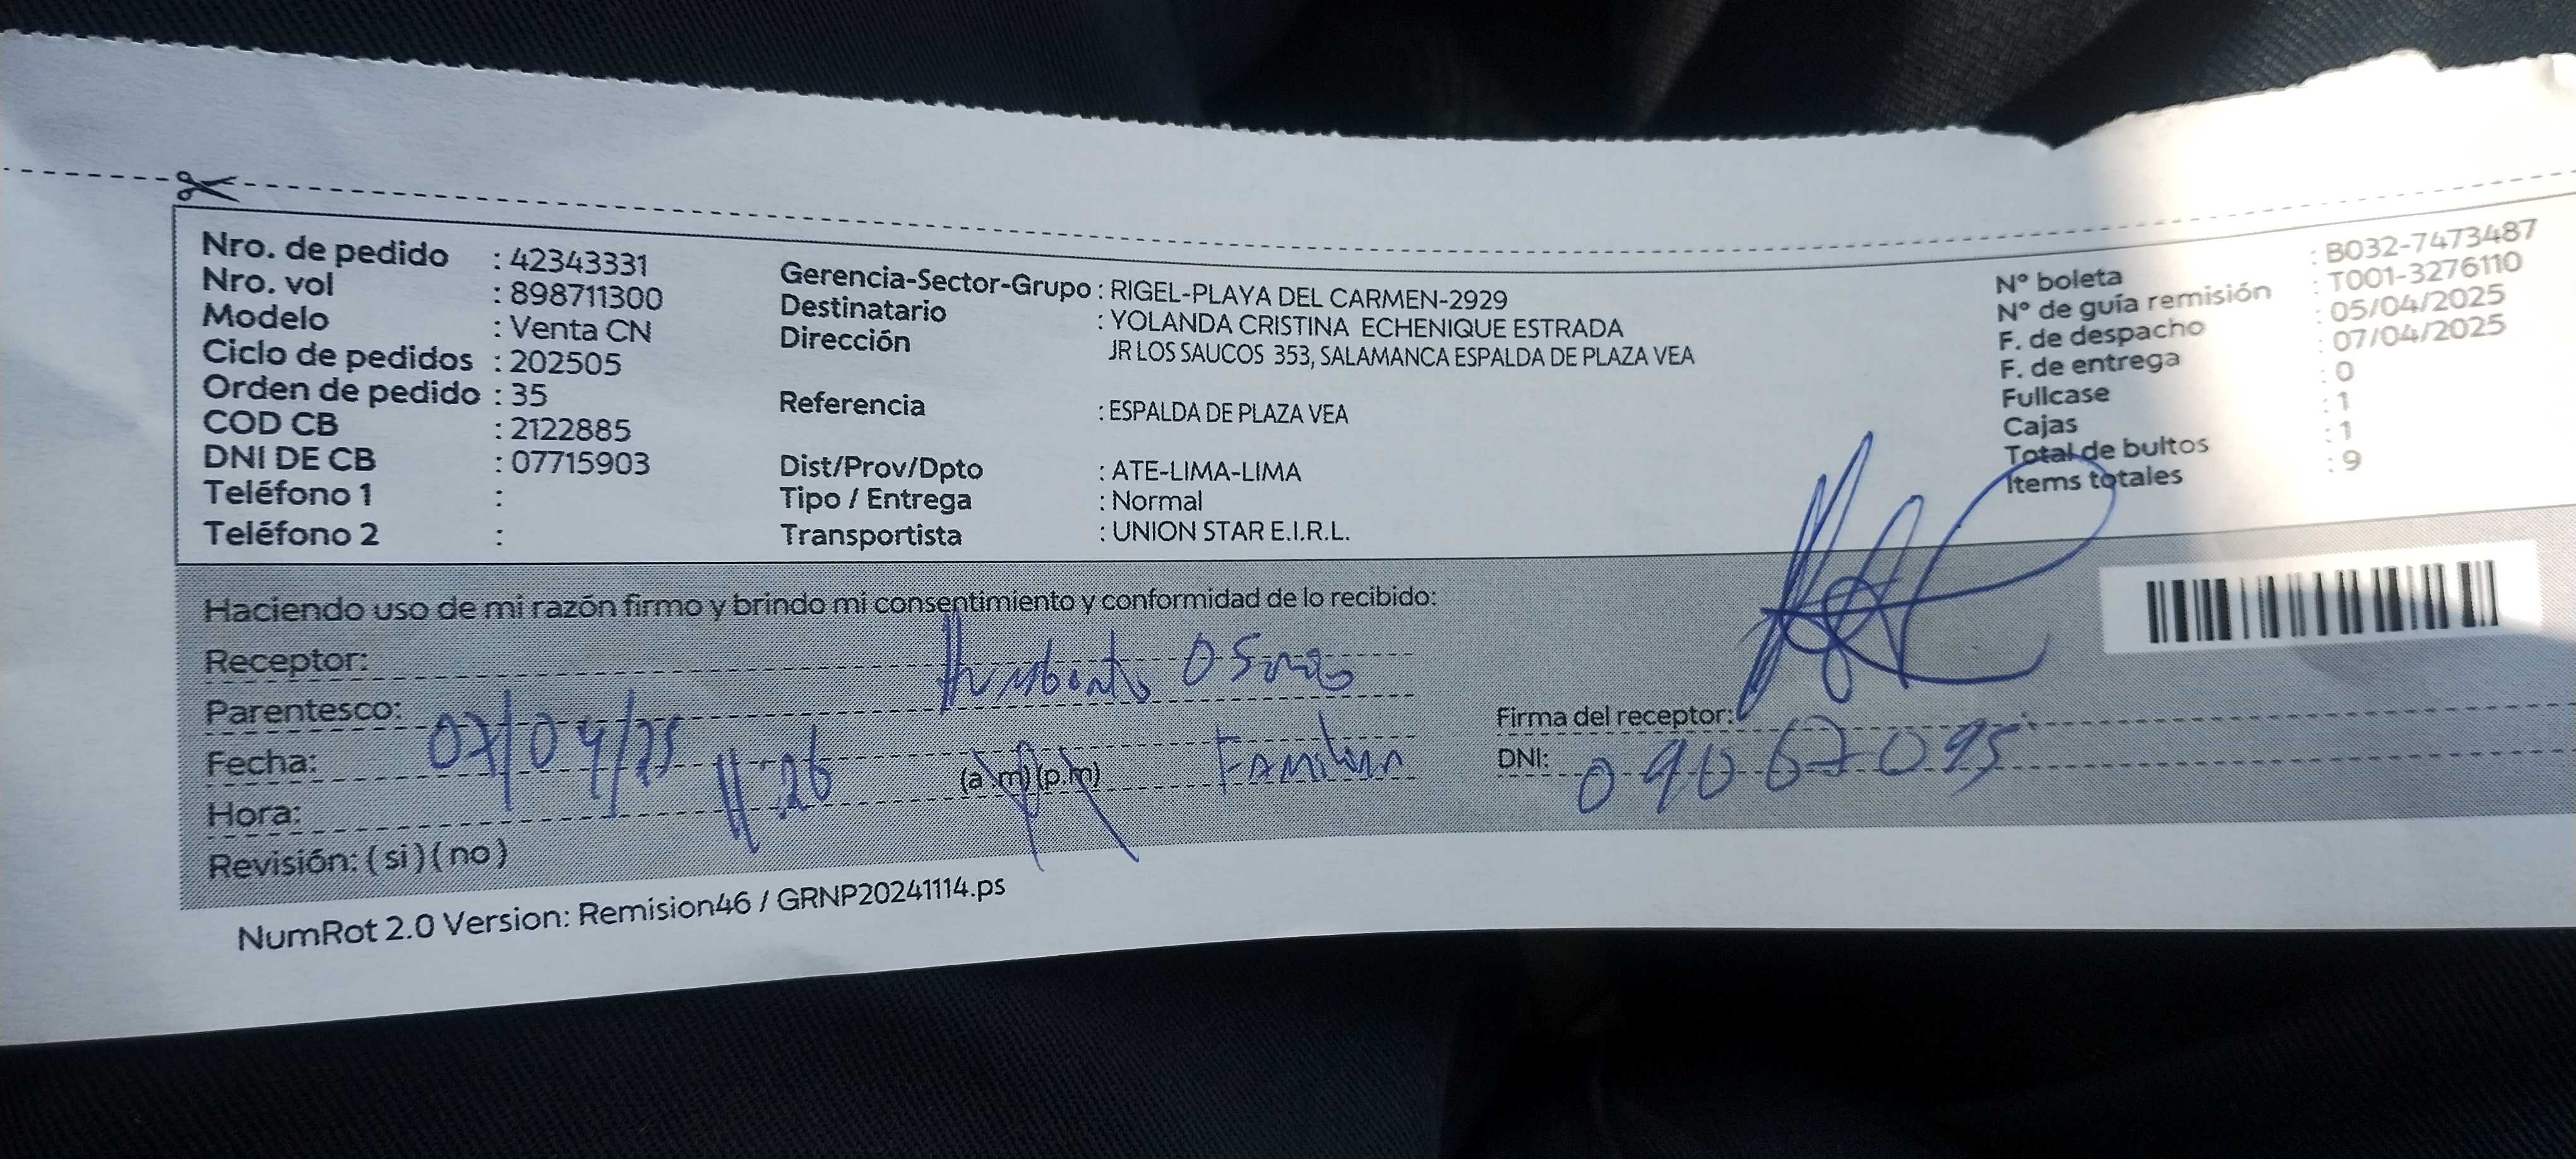 Nro. de pedido : 42343331
Nro. vol : 898711300
Modelo : Venta CN
Ciclo de pedidos : 202505
Orden de pedido : 35
COD CB : 2122885
DNI DE CB : 07715903
Teléfono 1 :
Teléfono 2 :
Gerencia-Sector-Grupo : RIGEL-PLAYA DEL CARMEN-2929
Destinatario : YOLANDA CRISTINA ECHENIQUE ESTRADA
Dirección JR LOS SAUCOS 353, SALAMANCA ESPALDA DE PLAZA VEA
Referencia : ESPALDA DE PLAZA VEA
Dist/Prov/Dpto : ATE-LIMA-LIMA
Tipo / Entrega : Normal
Transportista : UNION STAR E.I.R.L.
Nº boleta : B032-7473487
Nº de guía remisión : T001-3276110
F. de despacho : 05/04/2025
F. de entrega : 07/04/2025
Fullcase : 0
Cajas : 1
Total de bultos : 1
Items totales : 9
Haciendo uso de mi razón firmo y brindo mi consentimiento y conformidad de lo recibido:
Receptor: Humberto
Parentesco:
Fecha: 07/04/25
Hora: 11:26 (a.m)(p.m) Familiar
Revisión: (si)(no)
Firma del receptor:
DNI: 09067095
NumRot 2.0 Version: Remision46 / GRNP20241114.ps